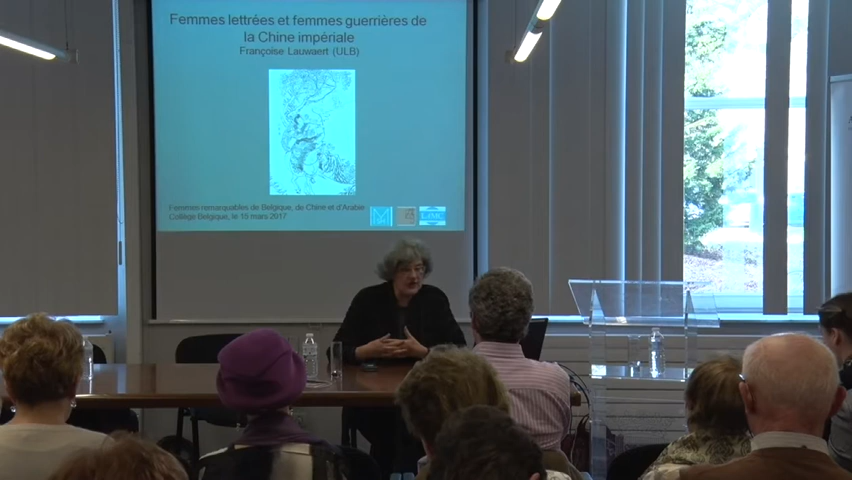 Femmes lettrées et femmes guerrières de
la Chine impériale
Françoise Lauwaert (ULB)
Femmes remarquables de Belgique, de Chine et d'Arabie
Collège Belgique, le 15 mars 2017
LAMC